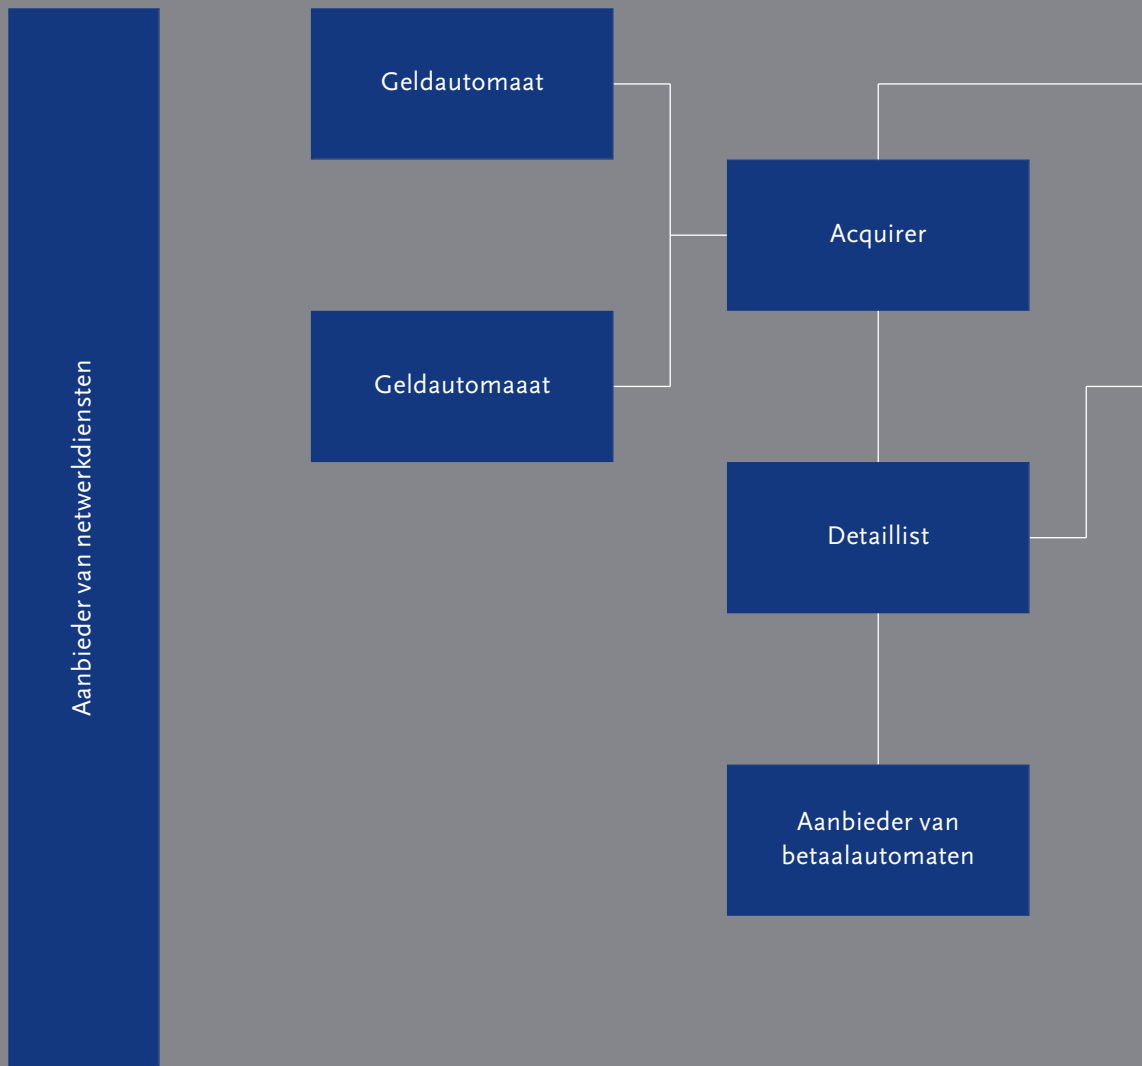 Aanbieder van netwerkdiensten
Geldautomaat
Acquirer
Geldautomaaat
Detaillist
Aanbieder van
betaalautomaten